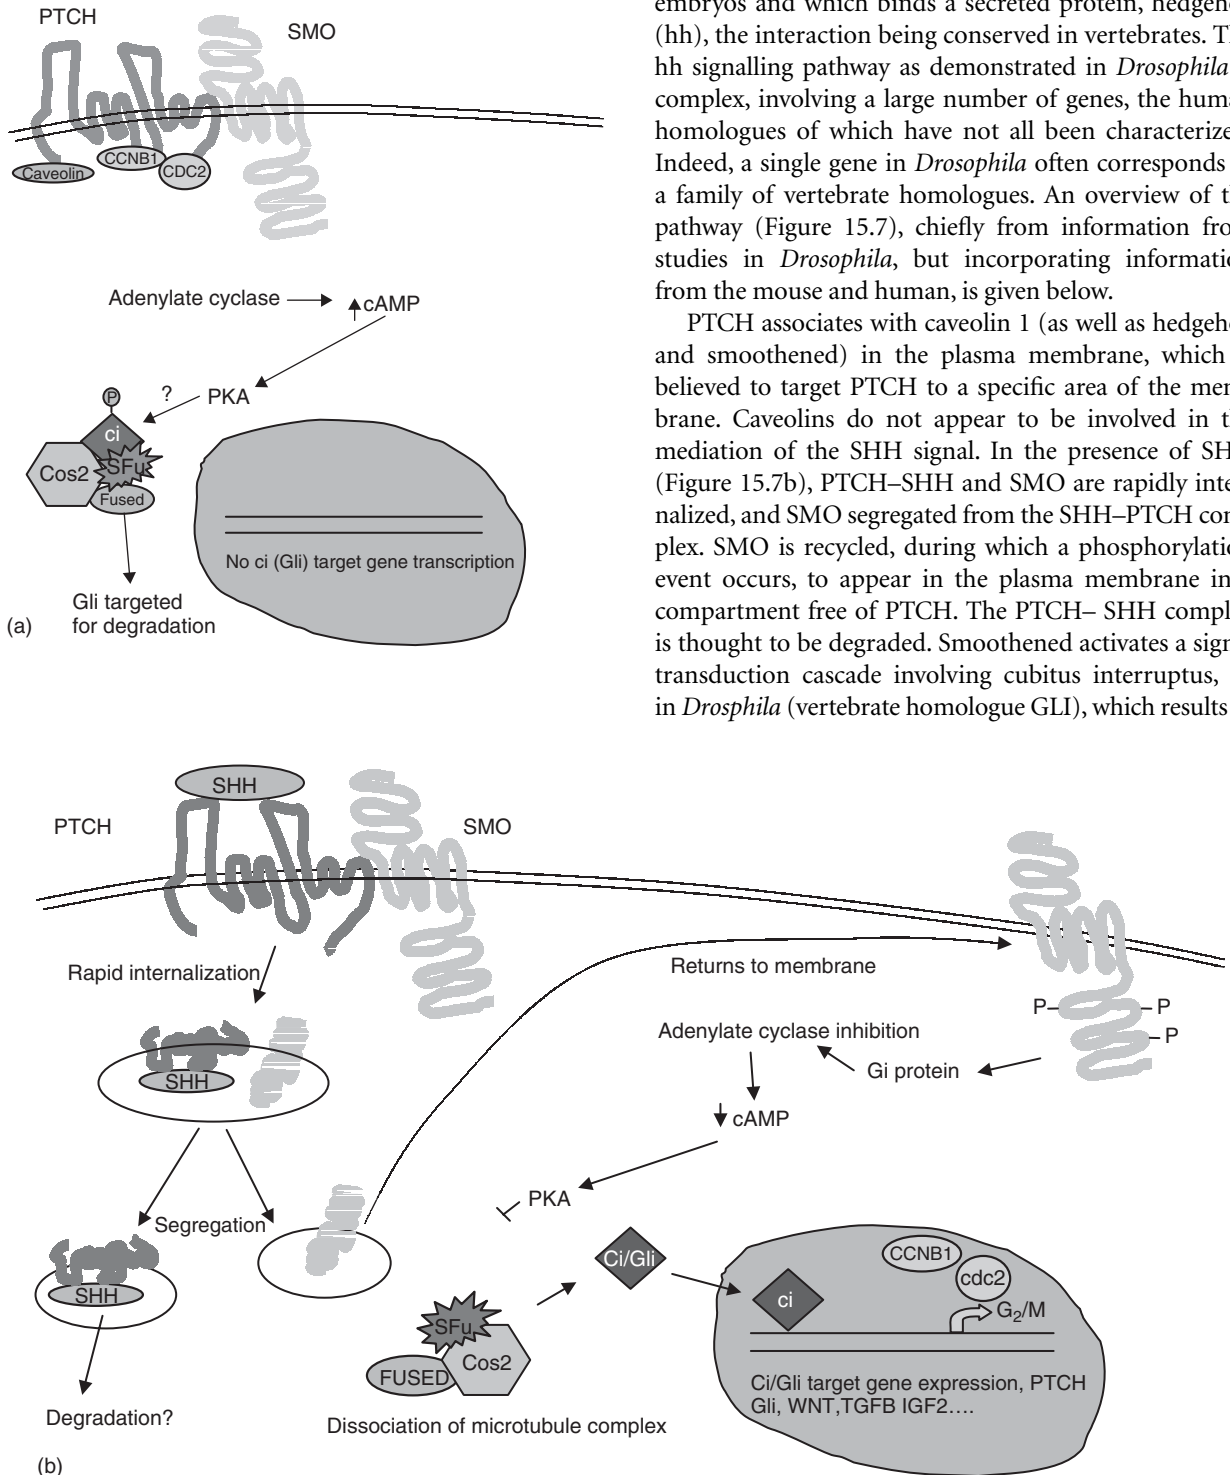 PTCH
SMO
Caveolin
CCNB1
CDC2
Adenylate cyclase
cAMP
?
PKA
P
ci
Cos2
SFu
Fused
No ci (Gli) target gene transcription
Gli targeted
for degradation
(a)
embryos and which binds a secreted protein,
(hh), the interaction being conserved in vertebrates.
hh signalling pathway as demonstrated in Drosophila
complex, involving a large number of genes, the
homologues of which have not all been
Indeed, a single gene in Drosophila often corresponds
a family of vertebrate homologues. An overview of
pathway (Figure 15.7), chiefly from information
studies in Drosophila, but incorporating
from the mouse and human, is given below.
PTCH associates with caveolin 1 (as well as
and smoothened) in the plasma membrane, which
believed to target PTCH to a specific area of the mem
brane. Caveolins do not appear to be involved in
mediation of the SHH signal. In the presence of
(Figure 15.7b), PTCH–SHH and SMO are rapidly inte
nalized, and SMO segregated from the SHH–PTCH
plex. SMO is recycled, during which a
event occurs, to appear in the plasma membrane
compartment free of PTCH. The PTCH– SHH
is thought to be degraded. Smoothened activates a
transduction cascade involving cubitus interruptus,
in Drosphila (vertebrate homologue GLI), which results
SHH
PTCH
SMO
Rapid internalization
Returns to membrane
P
P
P
Adenylate cyclase inhibition
Gi protein
SHH
cAMP
PKA
Segregation
SHH
Ci/Gli
CCNB1
cdc2
ci
G2/M
SFu
Cos2
FUSED
Ci/Gli target gene expression, PTCH
Gli, WNT,TGFB IGF2....
Degradation?
Dissociation of microtubule complex
(b)